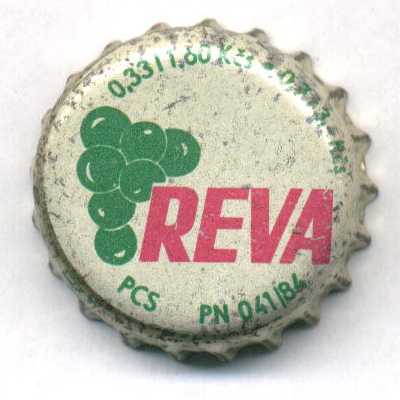 0,33 l 1,60 Kčs
REVA
PCS PN 041/84